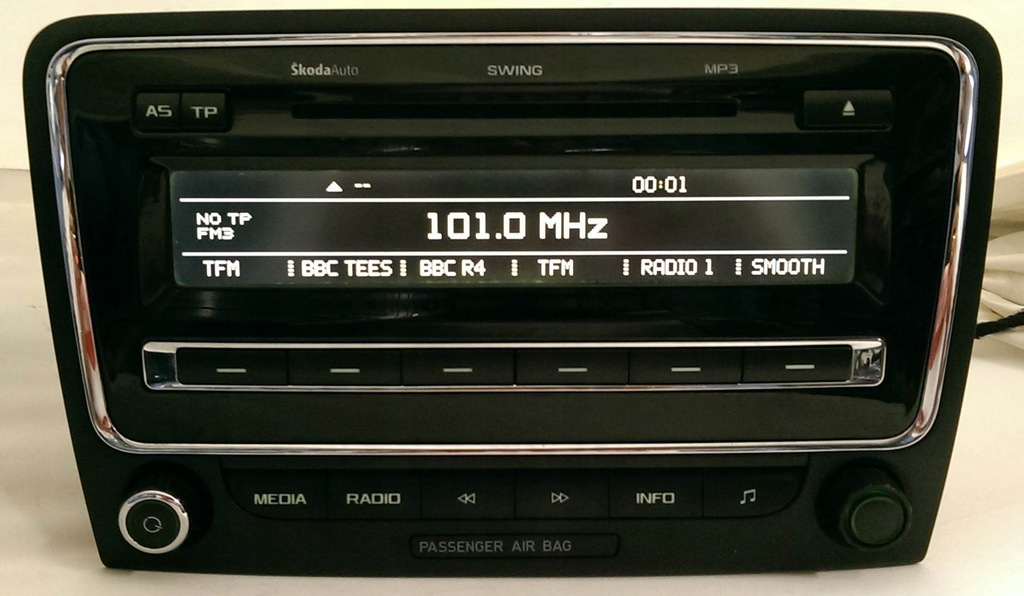 ŠkodaAuto SWING MP3
AS TP
-- 00:01
NO TP
FM3
101.0 MHz
TFM BBC TEES BBC R4 TFM RADIO 1 SMOOTH
MEDIA RADIO INFO
PASSENGER AIR BAG